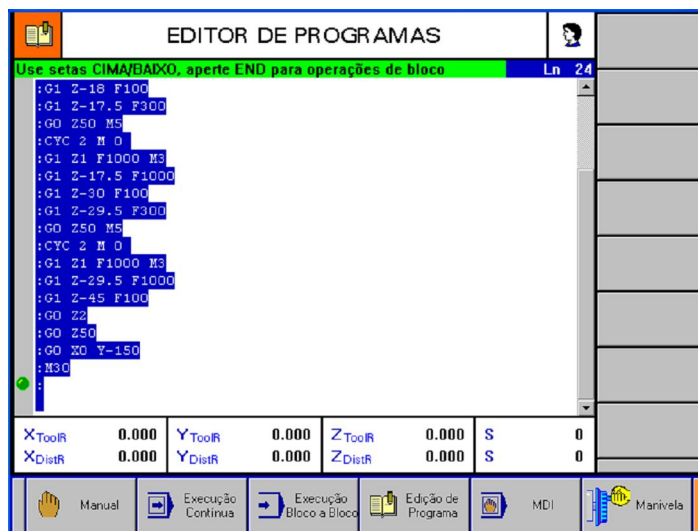 EDITOR DE PROGRAMAS
Use setas CIMA/BAIXO, aperte END para operações de bloco Ln 24
:G1 Z-18 F100
:G1 Z-17.5 F300
:G0 Z50 M5
:CYC 2 M 0
:G1 Z1 F1000 M3
:G1 Z-17.5 F1000
:G1 Z-30 F100
:G1 Z-29.5 F300
:G0 Z50 M5
:CYC 2 M 0
:G1 Z1 F1000 M3
:G1 Z-29.5 F1000
:G1 Z-45 F100
:G0 Z2
:G0 Z50
:G0 X0 Y-150
:M30
:
XToolR 0.000 YToolR 0.000 ZToolR 0.000 S 0
XDistR 0.000 YDistR 0.000 ZDistR 0.000 S 0
Manual Execução Contínua Execução Bloco a Bloco Edição de Programa MDI Manivela